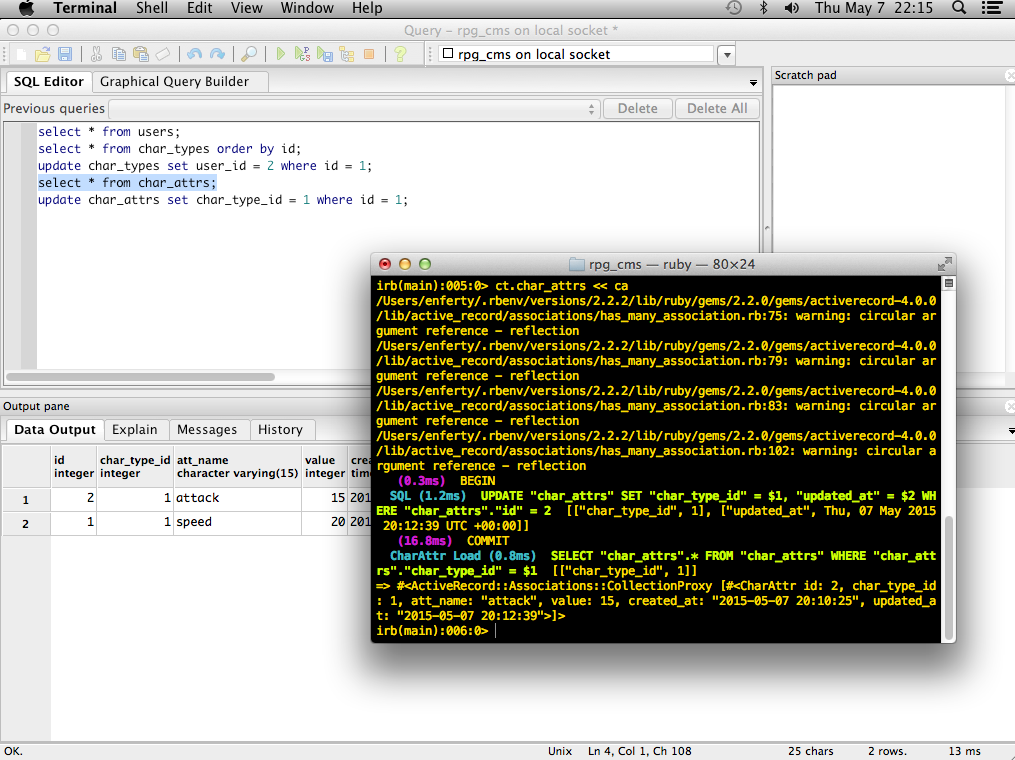 Terminal Shell Edit View Window Help Thu May 7 22:15
Query – rpg_cms on local socket *
rpg_cms on local socket
SQL Editor Graphical Query Builder
Scratch pad
Previous queries Delete Delete All
select * from users;
select * from char_types order by id;
update char_types set user_id = 2 where id = 1;
select * from char_attrs;
update char_attrs set char_type_id = 1 where id = 1;
Output pane
Data Output Explain Messages History
id char_type_id att_name value
integer integer character varying(15) integer
1 2 1 attack 15 201
2 1 1 speed 20 201
rpg_cms — ruby — 80×24
irb(main):005:0> ct.char_attrs << ca
/Users/enferty/.rbenv/versions/2.2.2/lib/ruby/gems/2.2.0/gems/activerecord-4.0.0
/lib/active_record/associations/has_many_association.rb:75: warning: circular ar
gument reference - reflection
/Users/enferty/.rbenv/versions/2.2.2/lib/ruby/gems/2.2.0/gems/activerecord-4.0.0
/lib/active_record/associations/has_many_association.rb:79: warning: circular ar
gument reference - reflection
/Users/enferty/.rbenv/versions/2.2.2/lib/ruby/gems/2.2.0/gems/activerecord-4.0.0
/lib/active_record/associations/has_many_association.rb:83: warning: circular ar
gument reference - reflection
/Users/enferty/.rbenv/versions/2.2.2/lib/ruby/gems/2.2.0/gems/activerecord-4.0.0
/lib/active_record/associations/has_many_association.rb:102: warning: circular a
rgument reference - reflection
(0.3ms) BEGIN
SQL (1.2ms) UPDATE "char_attrs" SET "char_type_id" = $1, "updated_at" = $2 WH
ERE "char_attrs"."id" = 2 [["char_type_id", 1], ["updated_at", Thu, 07 May 2015
20:12:39 UTC +00:00]]
(16.8ms) COMMIT
CharAttr Load (0.8ms) SELECT "char_attrs".* FROM "char_attrs" WHERE "char_att
rs"."char_type_id" = $1 [["char_type_id", 1]]
=> #<ActiveRecord::Associations::CollectionProxy [#<CharAttr id: 2, char_type_id
: 1, att_name: "attack", value: 15, created_at: "2015-05-07 20:10:25", updated_a
t: "2015-05-07 20:12:39">]>
irb(main):006:0>
OK. Unix Ln 4, Col 1, Ch 108 25 chars 2 rows. 13 ms